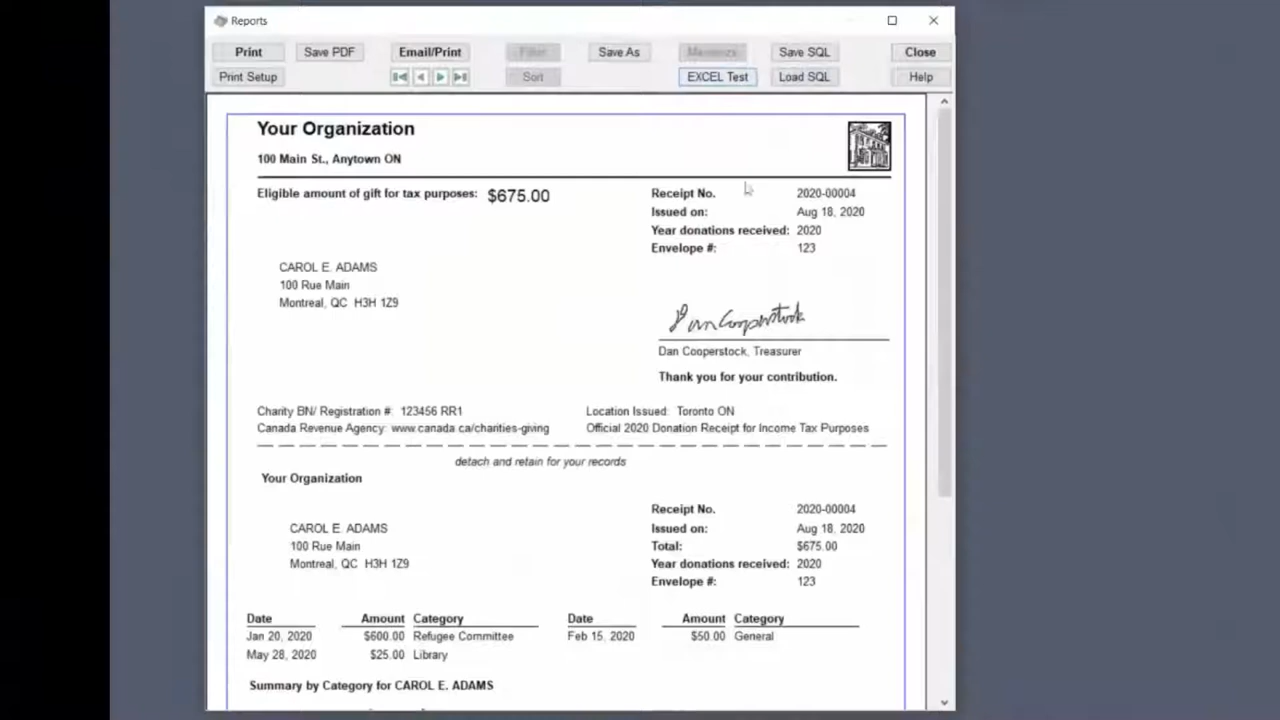 Reports
Print Save PDF Email/Print Filter Save As Memorize Save SQL Close
Print Setup Sort EXCEL Test Load SQL Help
Your Organization
100 Main St., Anytown ON
Eligible amount of gift for tax purposes: $675.00
Receipt No. 2020-00004
Issued on: Aug 18, 2020
Year donations received: 2020
Envelope #: 123
CAROL E. ADAMS
100 Rue Main
Montreal, QC H3H 1Z9
Dan Cooperstock
Dan Cooperstock, Treasurer
Thank you for your contribution.
Charity BN/ Registration #: 123456 RR1 Location Issued: Toronto ON
Canada Revenue Agency: www.canada.ca/charities-giving Official 2020 Donation Receipt for Income Tax Purposes
detach and retain for your records
Your Organization
Receipt No. 2020-00004
CAROL E. ADAMS Issued on: Aug 18, 2020
100 Rue Main Total: $675.00
Montreal, QC H3H 1Z9 Year donations received: 2020
Envelope #: 123
Date Amount Category Date Amount Category
Jan 20, 2020 $600.00 Refugee Committee Feb 15, 2020 $50.00 General
May 28, 2020 $25.00 Library
Summary by Category for CAROL E. ADAMS